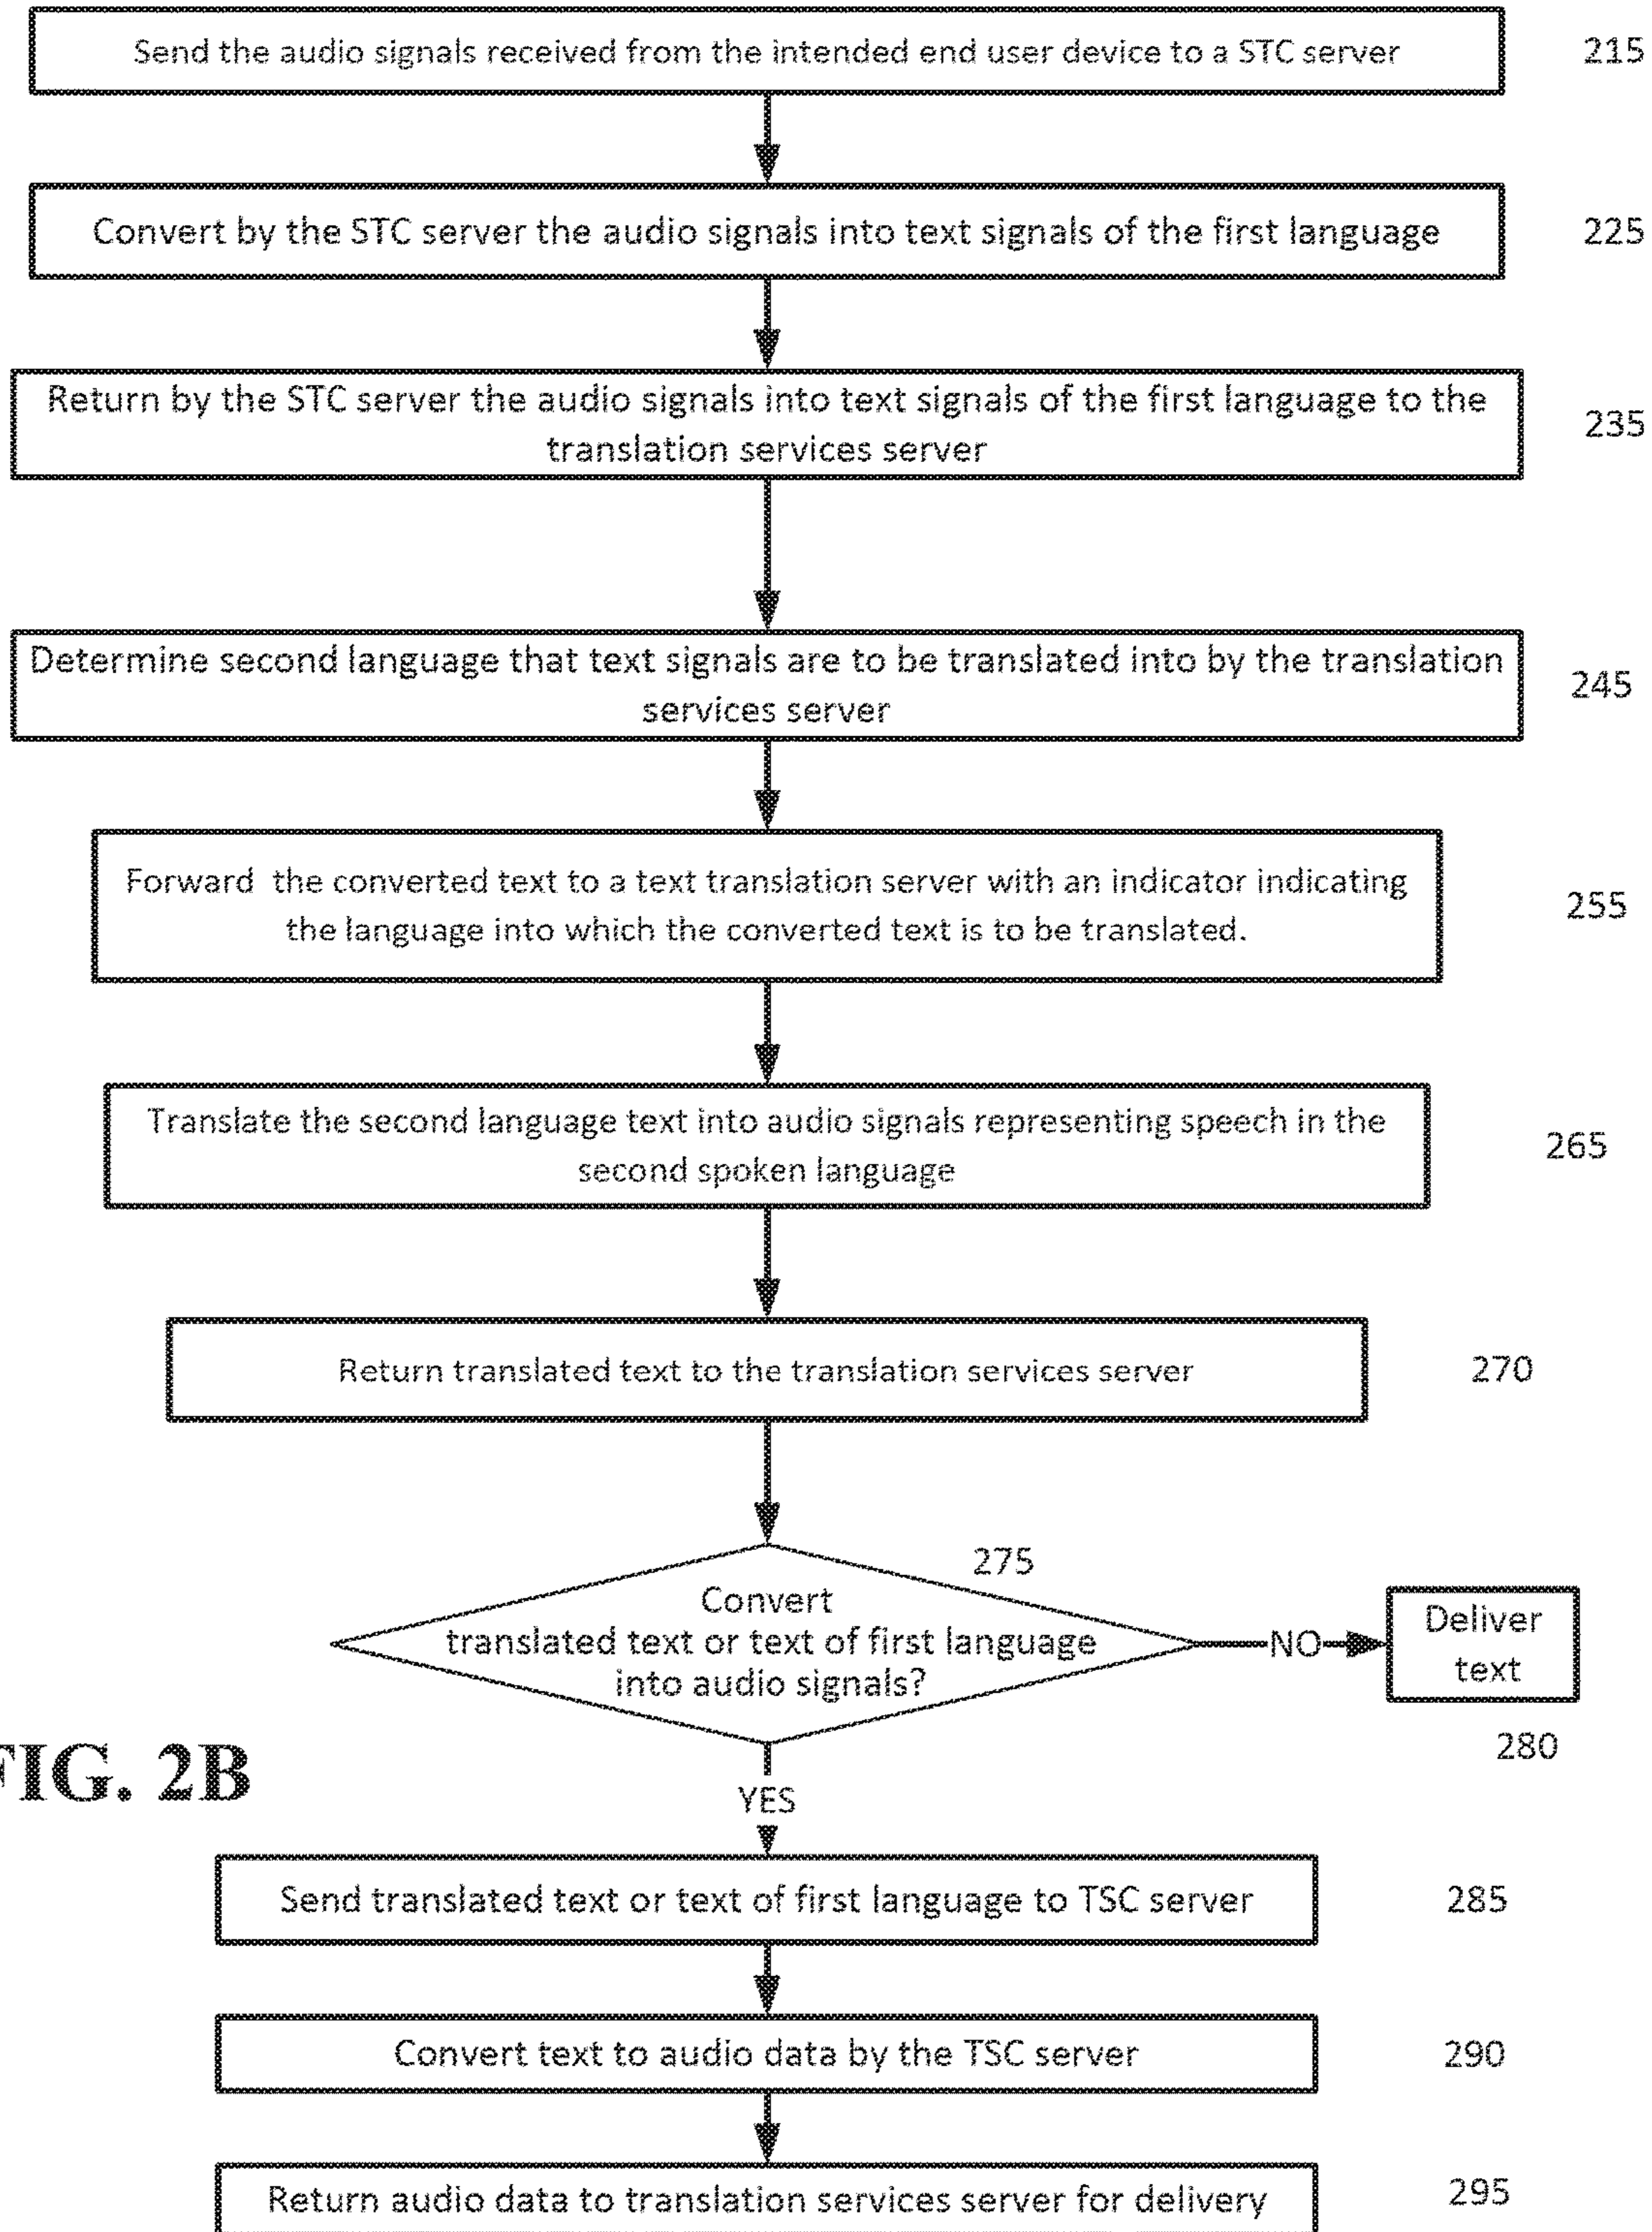 Send the audio signals received from the intended end user device to a STC server
215
Convert by the STC server the audio signals into text signals of the first language
225
Return by the STC server the audio signals into text signals of the first language to the
translation services server
235
Determine second language that text signals are to be translated into by the translation
services server
245
Forward the converted text to a text translation server with an indicator indicating
the language into which the converted text is to be translated.
255
Translate the second language text into audio signals representing speech in the
second spoken language
265
Return translated text to the translation services server
270
275
Convert
translated text or text of first language
into audio signals?
NO
Deliver
text
280
FIG. 2B
YES
Send translated text or text of first language to TSC server
285
Convert text to audio data by the TSC server
290
Return audio data to translation services server for delivery
295